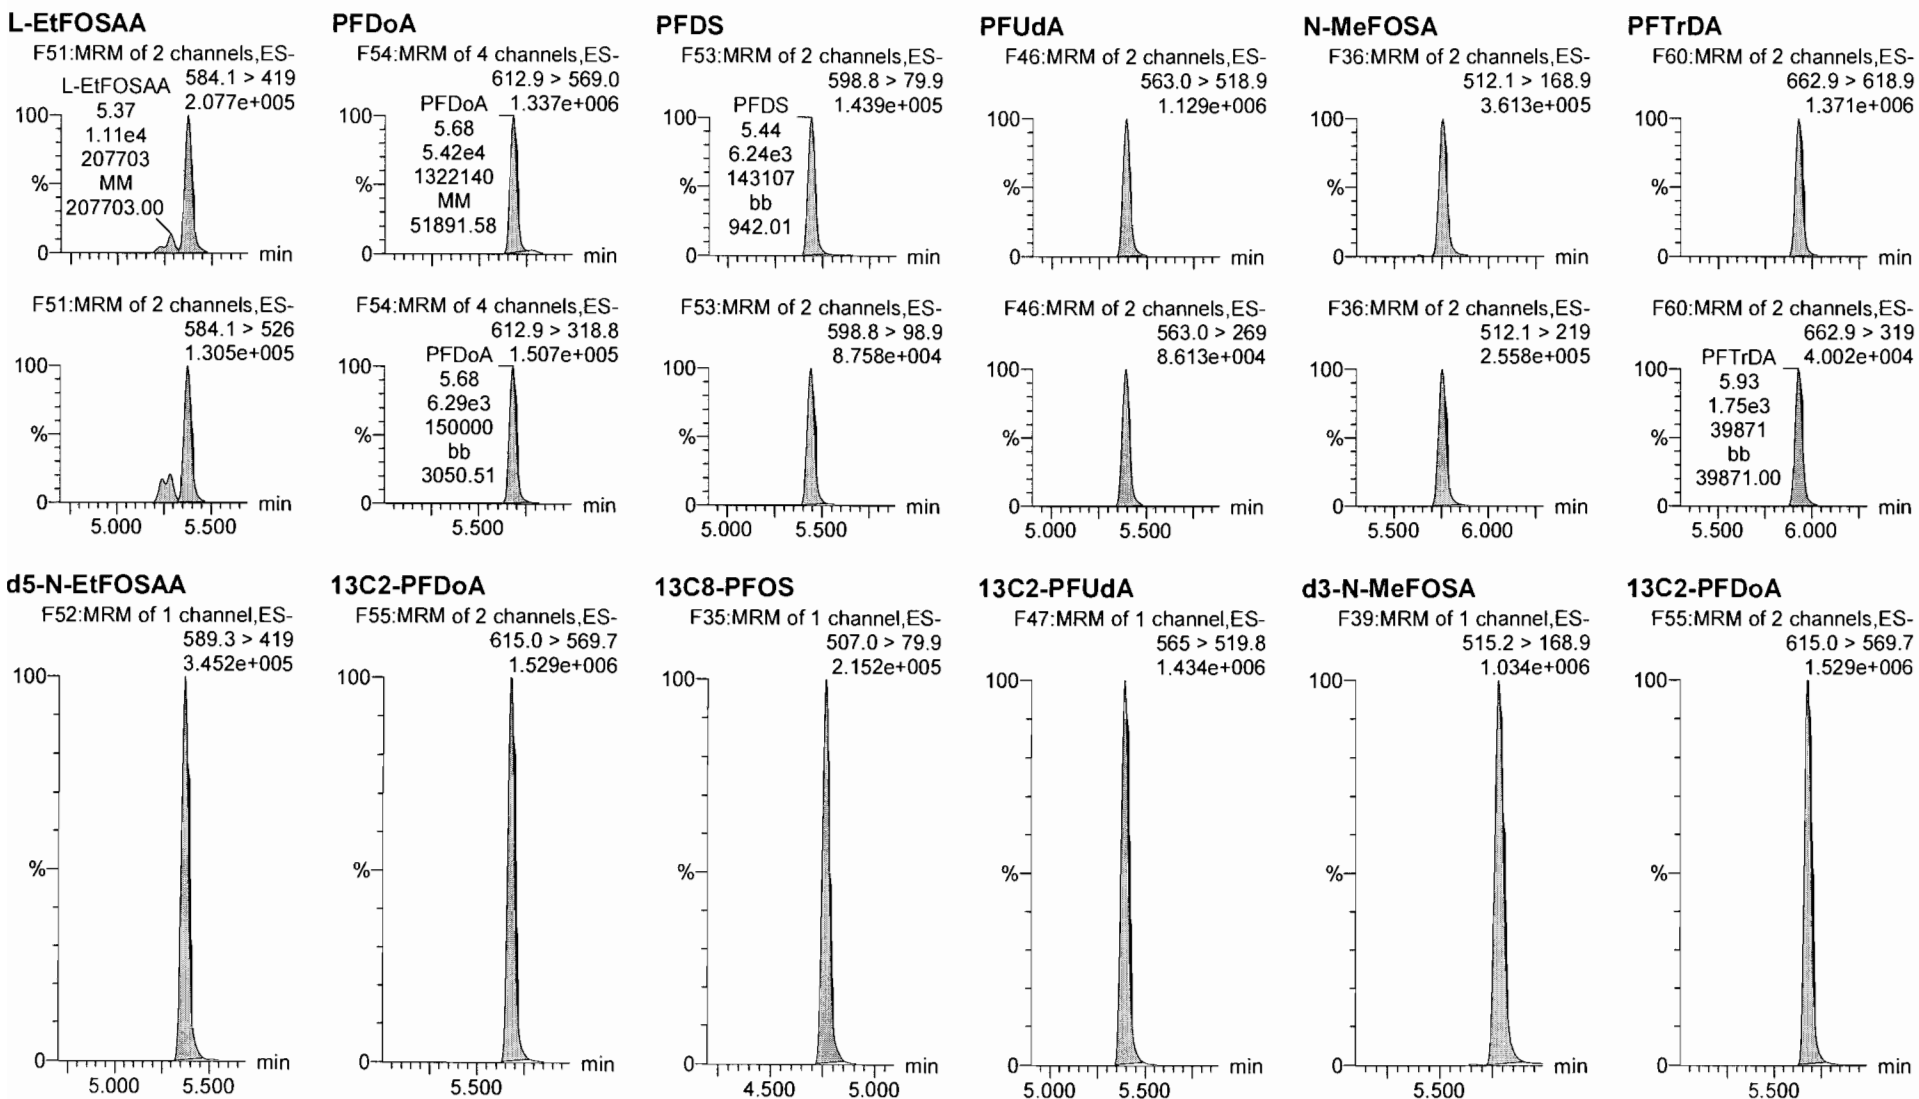 L-EtFOSAA
F51:MRM of 2 channels,ES-
584.1 > 419
2.077e+005
L-EtFOSAA
5.37
1.11e4
207703
MM
207703.00
100
%
0
min
F51:MRM of 2 channels,ES-
584.1 > 526
1.305e+005
100
%
0
min
5.000 5.500
PFDoA
F54:MRM of 4 channels,ES-
612.9 > 569.0
1.337e+006
PFDoA
5.68
5.42e4
1322140
MM
51891.58
100
%
0
min
F54:MRM of 4 channels,ES-
612.9 > 318.8
1.507e+005
PFDoA
5.68
6.29e3
150000
bb
3050.51
100
%
0
min
5.500
PFDS
F53:MRM of 2 channels,ES-
598.8 > 79.9
1.439e+005
PFDS
5.44
6.24e3
143107
bb
942.01
100
%
0
min
F53:MRM of 2 channels,ES-
598.8 > 98.9
8.758e+004
100
%
0
min
5.000 5.500
PFUdA
F46:MRM of 2 channels,ES-
563.0 > 518.9
1.129e+006
100
%
0
min
F46:MRM of 2 channels,ES-
563.0 > 269
8.613e+004
100
%
0
min
5.000 5.500
N-MeFOSA
F36:MRM of 2 channels,ES-
512.1 > 168.9
3.613e+005
100
%
0
min
F36:MRM of 2 channels,ES-
512.1 > 219
2.558e+005
100
%
0
min
5.500 6.000
PFTrDA
F60:MRM of 2 channels,ES-
662.9 > 618.9
1.371e+006
100
%
0
min
F60:MRM of 2 channels,ES-
662.9 > 319
4.002e+004
PFTrDA
5.93
1.75e3
39871
bb
39871.00
100
%
0
min
5.500 6.000
d5-N-EtFOSAA
F52:MRM of 1 channel,ES-
589.3 > 419
3.452e+005
100
%
0
min
5.000 5.500
13C2-PFDoA
F55:MRM of 2 channels,ES-
615.0 > 569.7
1.529e+006
100
%
0
min
5.500
13C8-PFOS
F35:MRM of 1 channel,ES-
507.0 > 79.9
2.152e+005
100
%
0
min
4.500 5.000
13C2-PFUdA
F47:MRM of 1 channel,ES-
565 > 519.8
1.434e+006
100
%
0
min
5.000 5.500
d3-N-MeFOSA
F39:MRM of 1 channel,ES-
515.2 > 168.9
1.034e+006
100
%
0
min
5.500
13C2-PFDoA
F55:MRM of 2 channels,ES-
615.0 > 569.7
1.529e+006
100
%
0
min
5.500